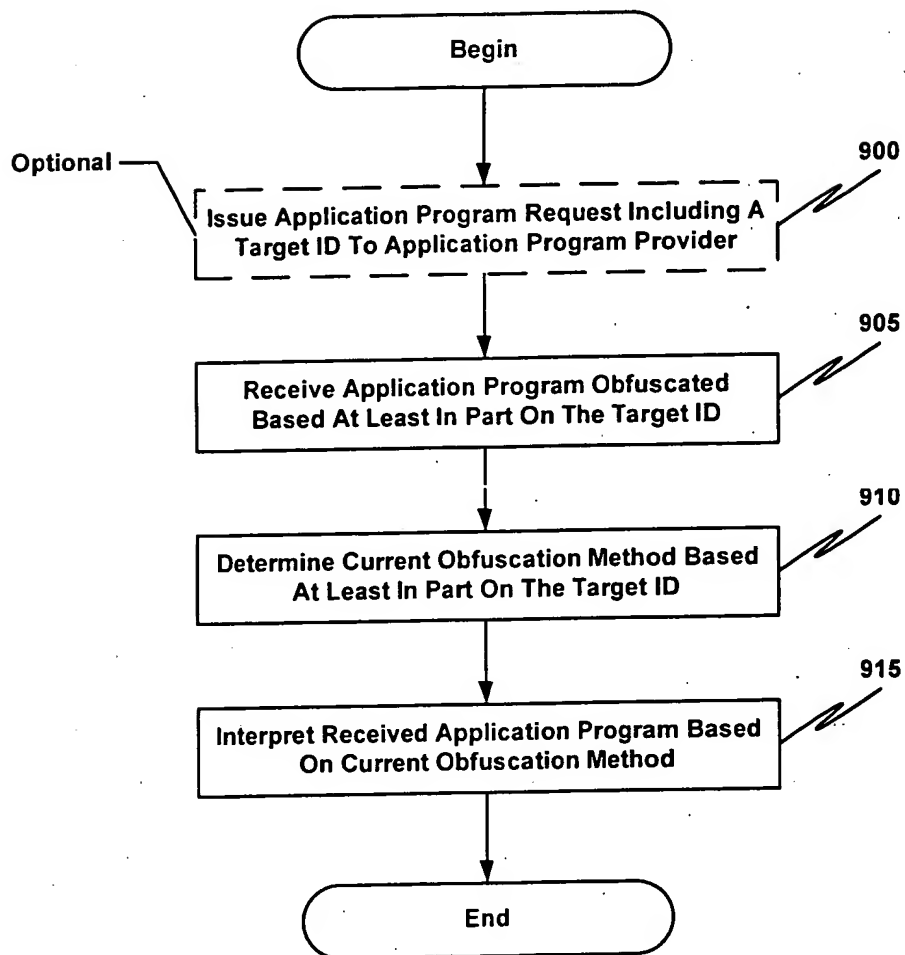 Begin
Optional
900
Issue Application Program Request Including A
Target ID To Application Program Provider
905
Receive Application Program Obfuscated
Based At Least In Part On The Target ID
910
Determine Current Obfuscation Method Based
At Least In Part On The Target ID
915
Interpret Received Application Program Based
On Current Obfuscation Method
End